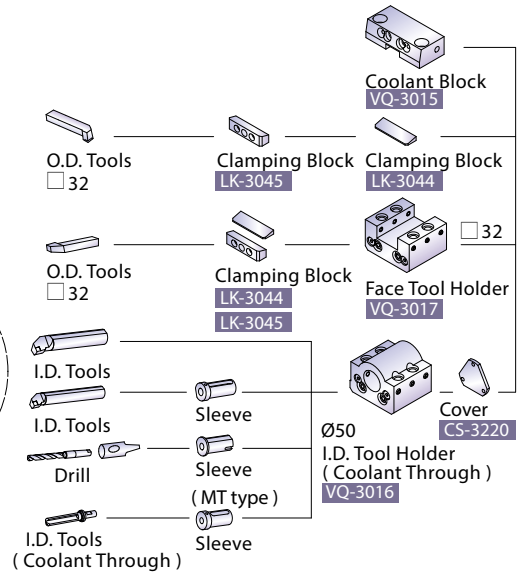 Coolant Block
VQ-3015
O.D. Tools
□ 32
Clamping Block
LK-3045
Clamping Block
LK-3044
O.D. Tools
□ 32
Clamping Block
LK-3044
LK-3045
□ 32
Face Tool Holder
VQ-3017
I.D. Tools
I.D. Tools
Sleeve
Drill
Sleeve
( MT type )
I.D. Tools
( Coolant Through )
Sleeve
Ø50
I.D. Tool Holder
( Coolant Through )
VQ-3016
Cover
CS-3220